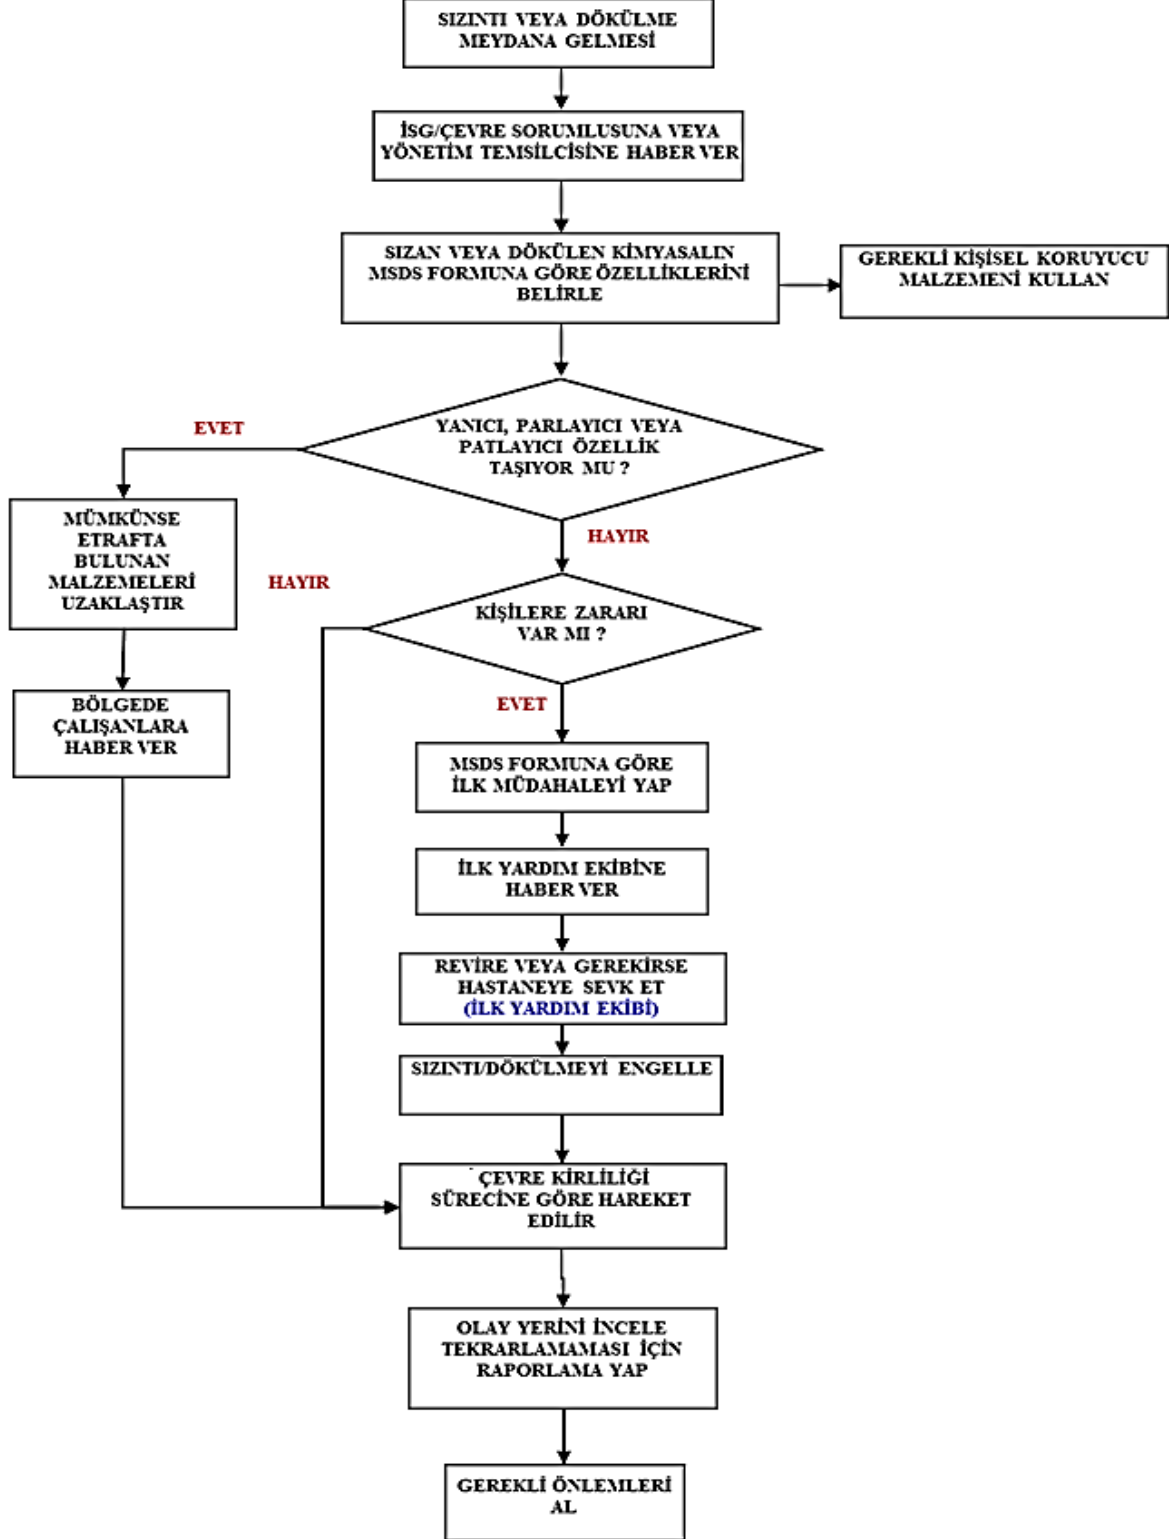 SIZINTI VEYA DÖKÜLME
MEYDANA GELMESİ
İSG/ÇEVRE SORUMLUSUNA VEYA
YÖNETİM TEMSİLCİSİNE HABER VER
SIZAN VEYA DÖKÜLEN KİMYASALIN
MSDS FORMUNA GÖRE ÖZELLİKLERİNİ
BELİRLE
GEREKLİ KİŞİSEL KORUYUCU
MALZEMENİ KULLAN
YANICI, PARLAYICI VEYA
PATLAYICI ÖZELLİK
TAŞIYOR MU ?
EVET
MÜMKÜNSE
ETRAFTA
BULUNAN
MALZEMELERİ
UZAKLAŞTIR
BÖLGEDE
ÇALIŞANLARA
HABER VER
HAYIR
KİŞİLERE ZARARI
VAR MI ?
HAYIR
EVET
MSDS FORMUNA GÖRE
İLK MÜDAHALEYİ YAP
İLK YARDIM EKİBİNE
HABER VER
REVİRE VEYA GEREKİRSE
HASTANEYE SEVK ET
(İLK YARDIM EKİBİ)
SIZINTI/DÖKÜLMEYİ ENGELLE
ÇEVRE KİRLİLİĞİ
SÜRECİNE GÖRE HAREKET
EDİLİR
OLAY YERİNİ İNCELE
TEKRARLAMAMASI İÇİN
RAPORLAMA YAP
GEREKLİ ÖNLEMLERİ
AL